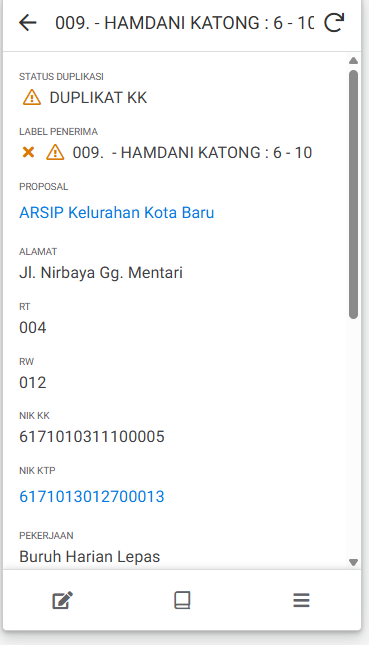 009. - HAMDANI KATONG : 6 - 10
STATUS DUPLIKASI
DUPLIKAT KK
LABEL PENERIMA
009. - HAMDANI KATONG : 6 - 10
PROPOSAL
ARSIP Kelurahan Kota Baru
ALAMAT
Jl. Nirbaya Gg. Mentari
RT
004
RW
012
NIK KK
6171010311100005
NIK KTP
6171013012700013
PEKERJAAN
Buruh Harian Lepas